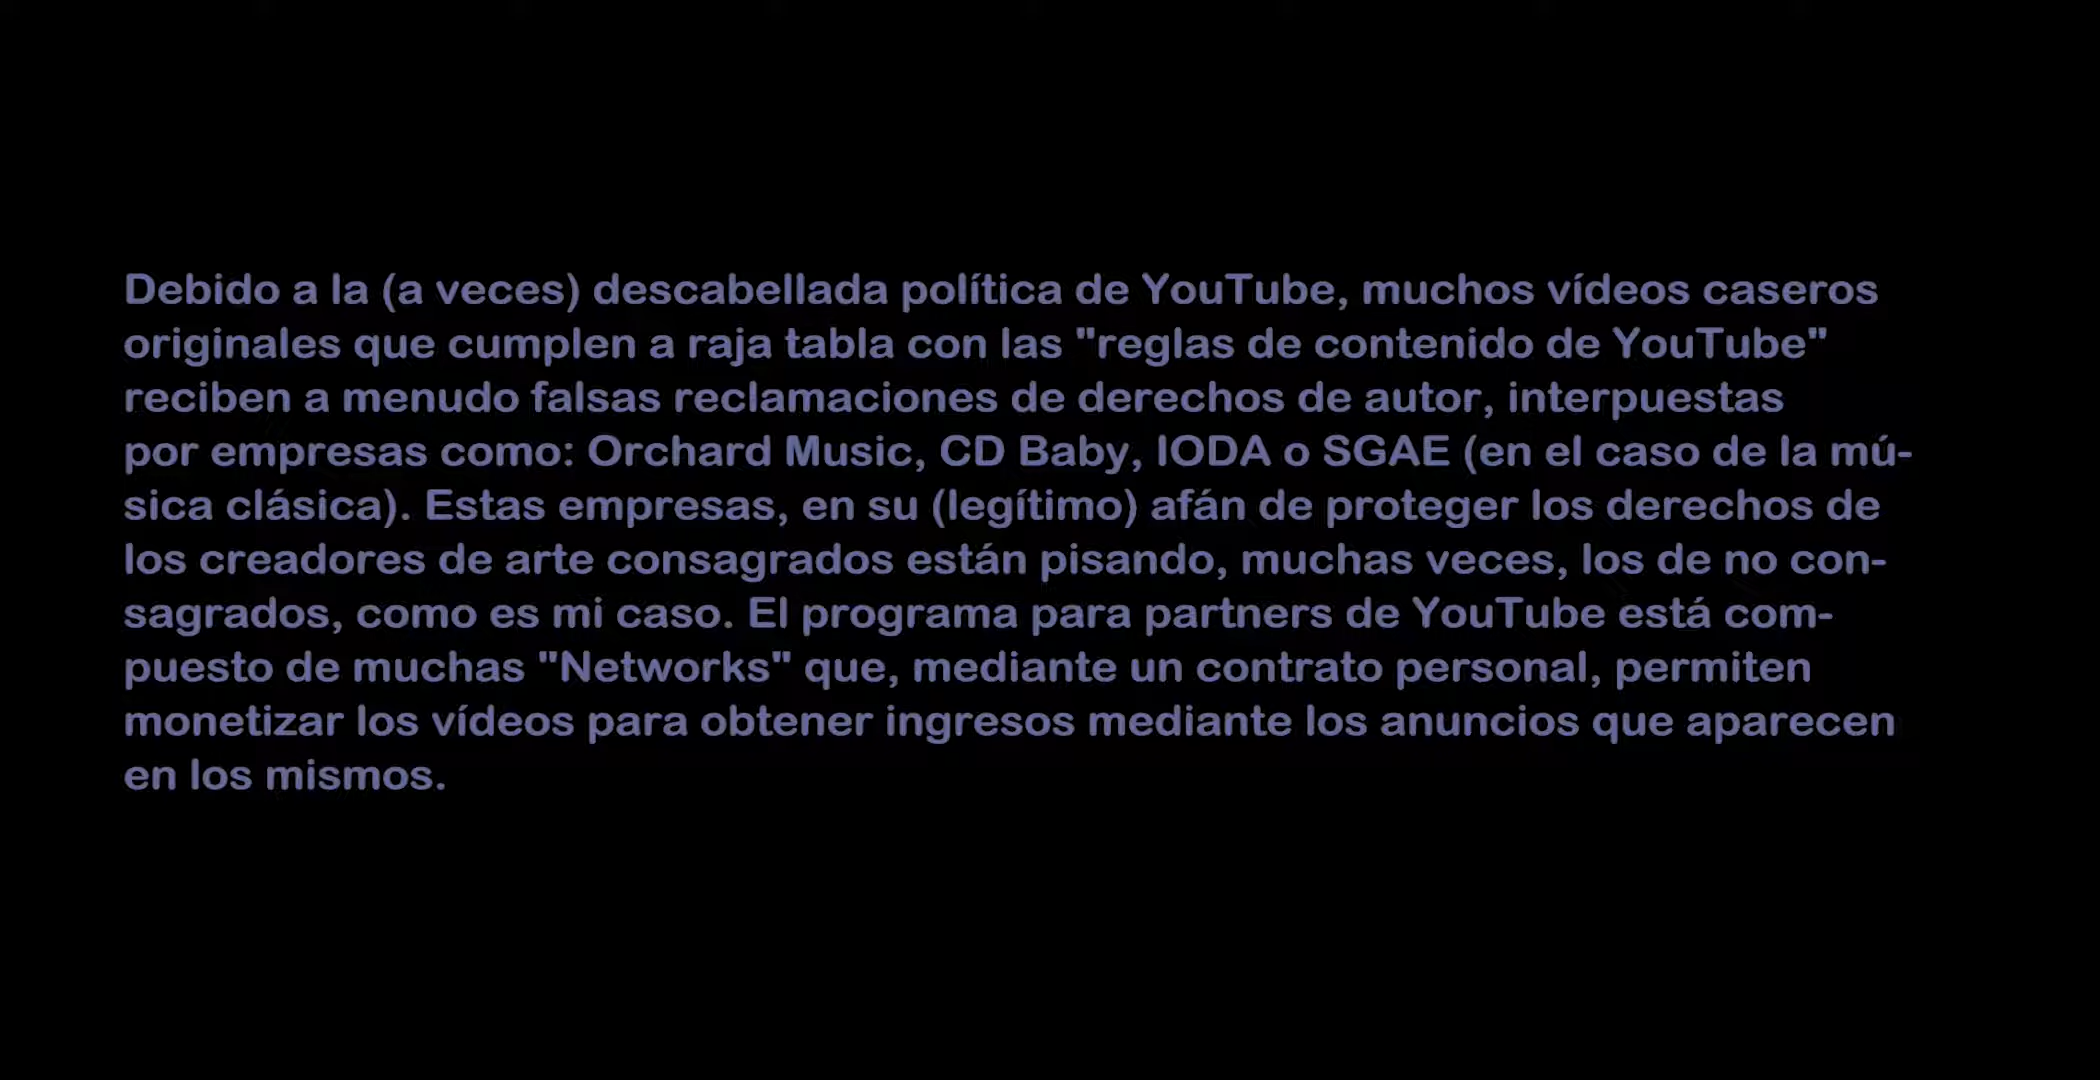 Debido a la (a veces) descabellada política de YouTube, muchos vídeos caseros
originales que cumplen a raja tabla con las "reglas de contenido de YouTube"
reciben a menudo falsas reclamaciones de derechos de autor, interpuestas
por empresas como: Orchard Music, CD Baby, IODA o SGAE (en el caso de la mú-
sica clásica). Estas empresas, en su (legítimo) afán de proteger los derechos de
los creadores de arte consagrados están pisando, muchas veces, los de no con-
sagrados, como es mi caso. El programa para partners de YouTube está com-
puesto de muchas "Networks" que, mediante un contrato personal, permiten
monetizar los vídeos para obtener ingresos mediante los anuncios que aparecen
en los mismos.